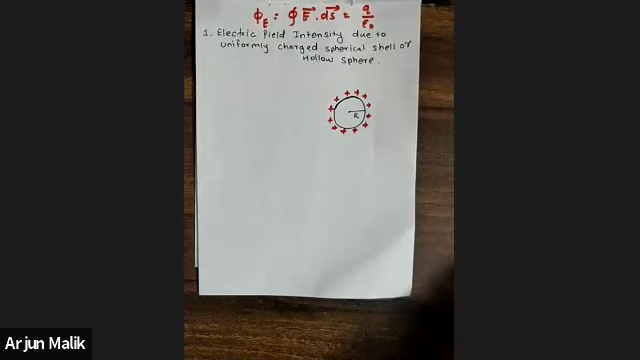 ϕE = ∮ E⃗ . ds⃗ = q/ε₀
1. Electric Field Intensity due to
uniformly charged spherical shell or
Hollow sphere.
R
Arjun Malik